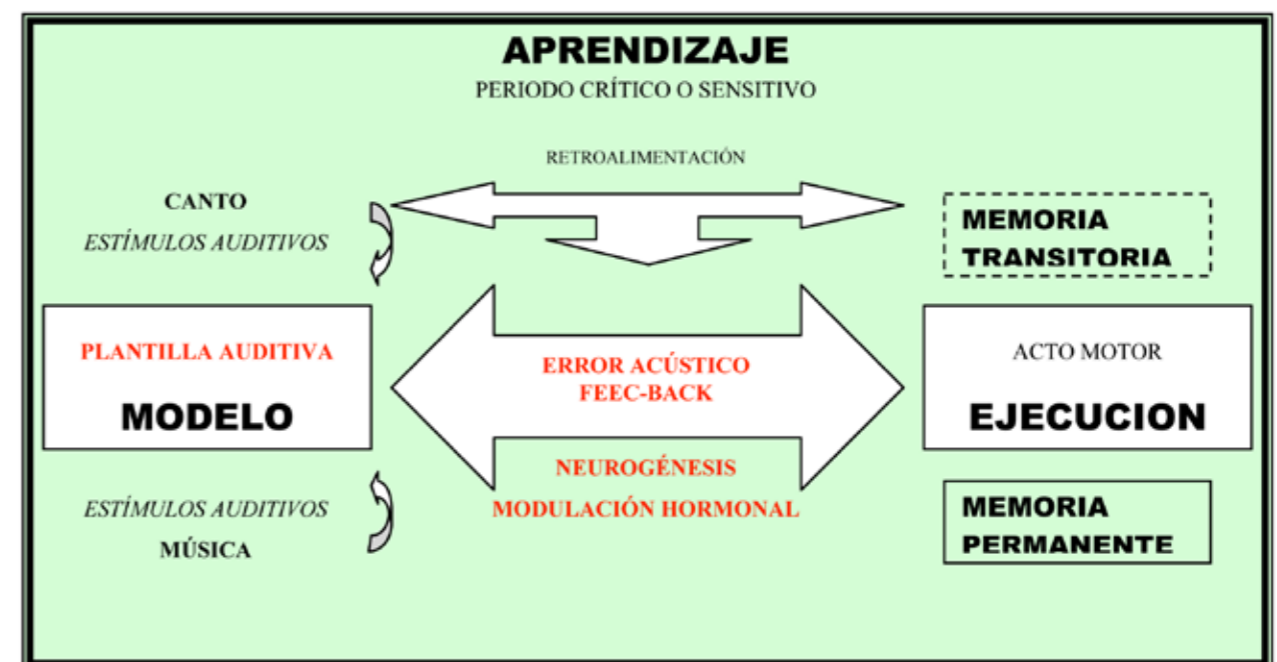 APRENDIZAJE
PERIODO CRÍTICO O SENSITIVO
RETROALIMENTACIÓN
CANTO
ESTÍMULOS AUDITIVOS
MEMORIA
TRANSITORIA
PLANTILLA AUDITIVA
MODELO
ERROR ACÚSTICO
FEEC-BACK
ACTO MOTOR
EJECUCION
NEUROGÉNESIS
MODULACIÓN HORMONAL
ESTÍMULOS AUDITIVOS
MÚSICA
MEMORIA
PERMANENTE